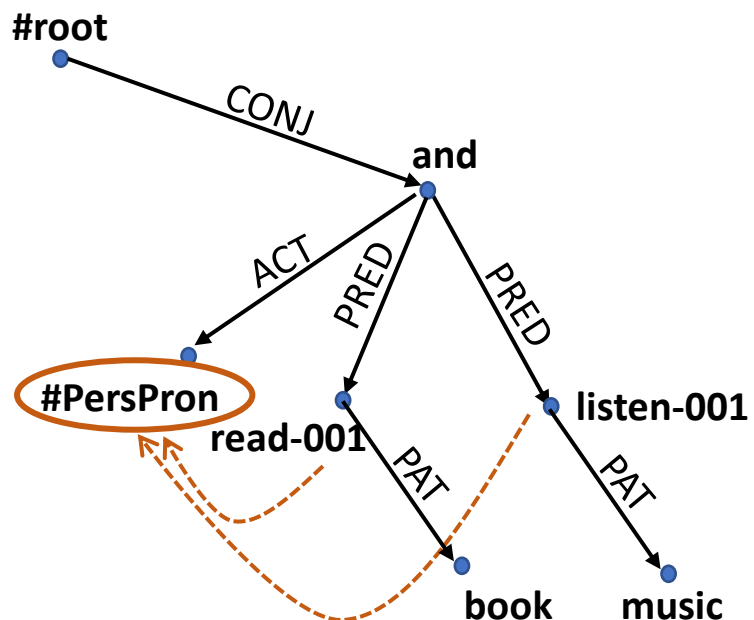 #root
CONJ
and
ACT
PRED
PRED
#PersPron
read-001
listen-001
PAT
PAT
book
music